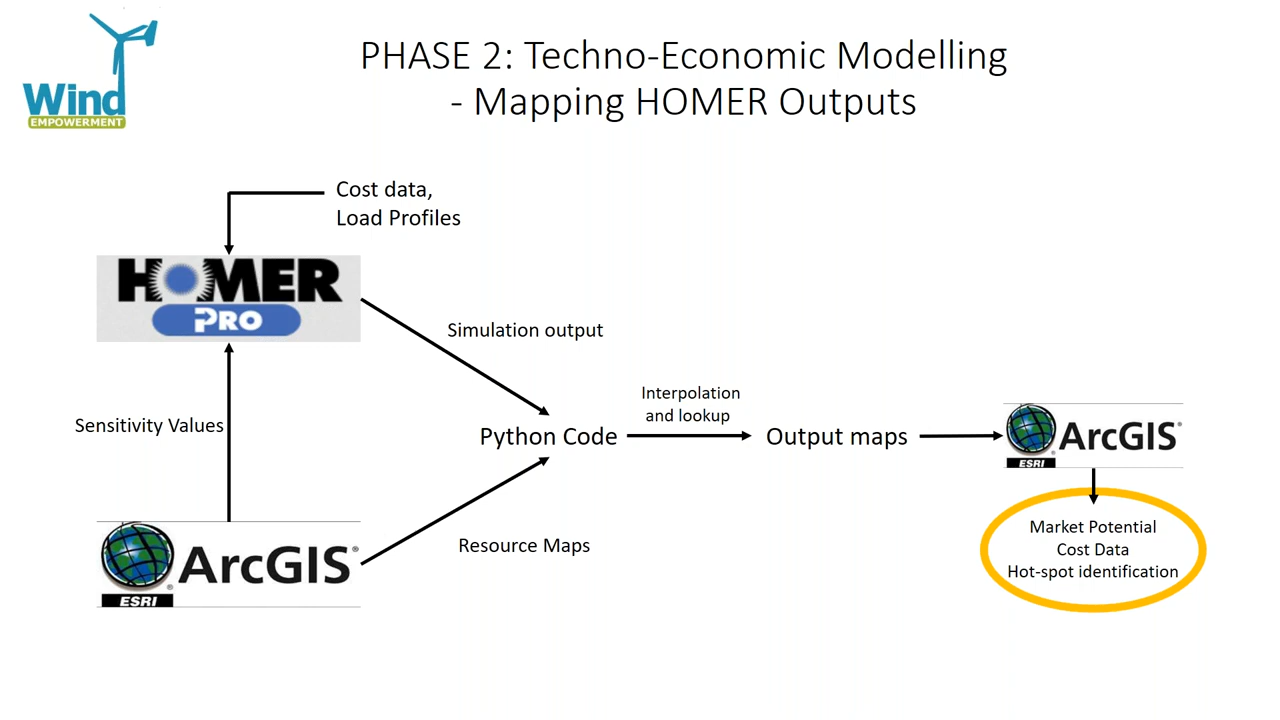 Wind
EMPOWERMENT
PHASE 2: Techno-Economic Modelling
- Mapping HOMER Outputs
Cost data,
Load Profiles
HOMER
PRO
Simulation output
Sensitivity Values
Interpolation
and lookup
Python Code
Output maps
ArcGIS
ESRI
Resource Maps
ArcGIS
ESRI
Market Potential
Cost Data
Hot-spot identification